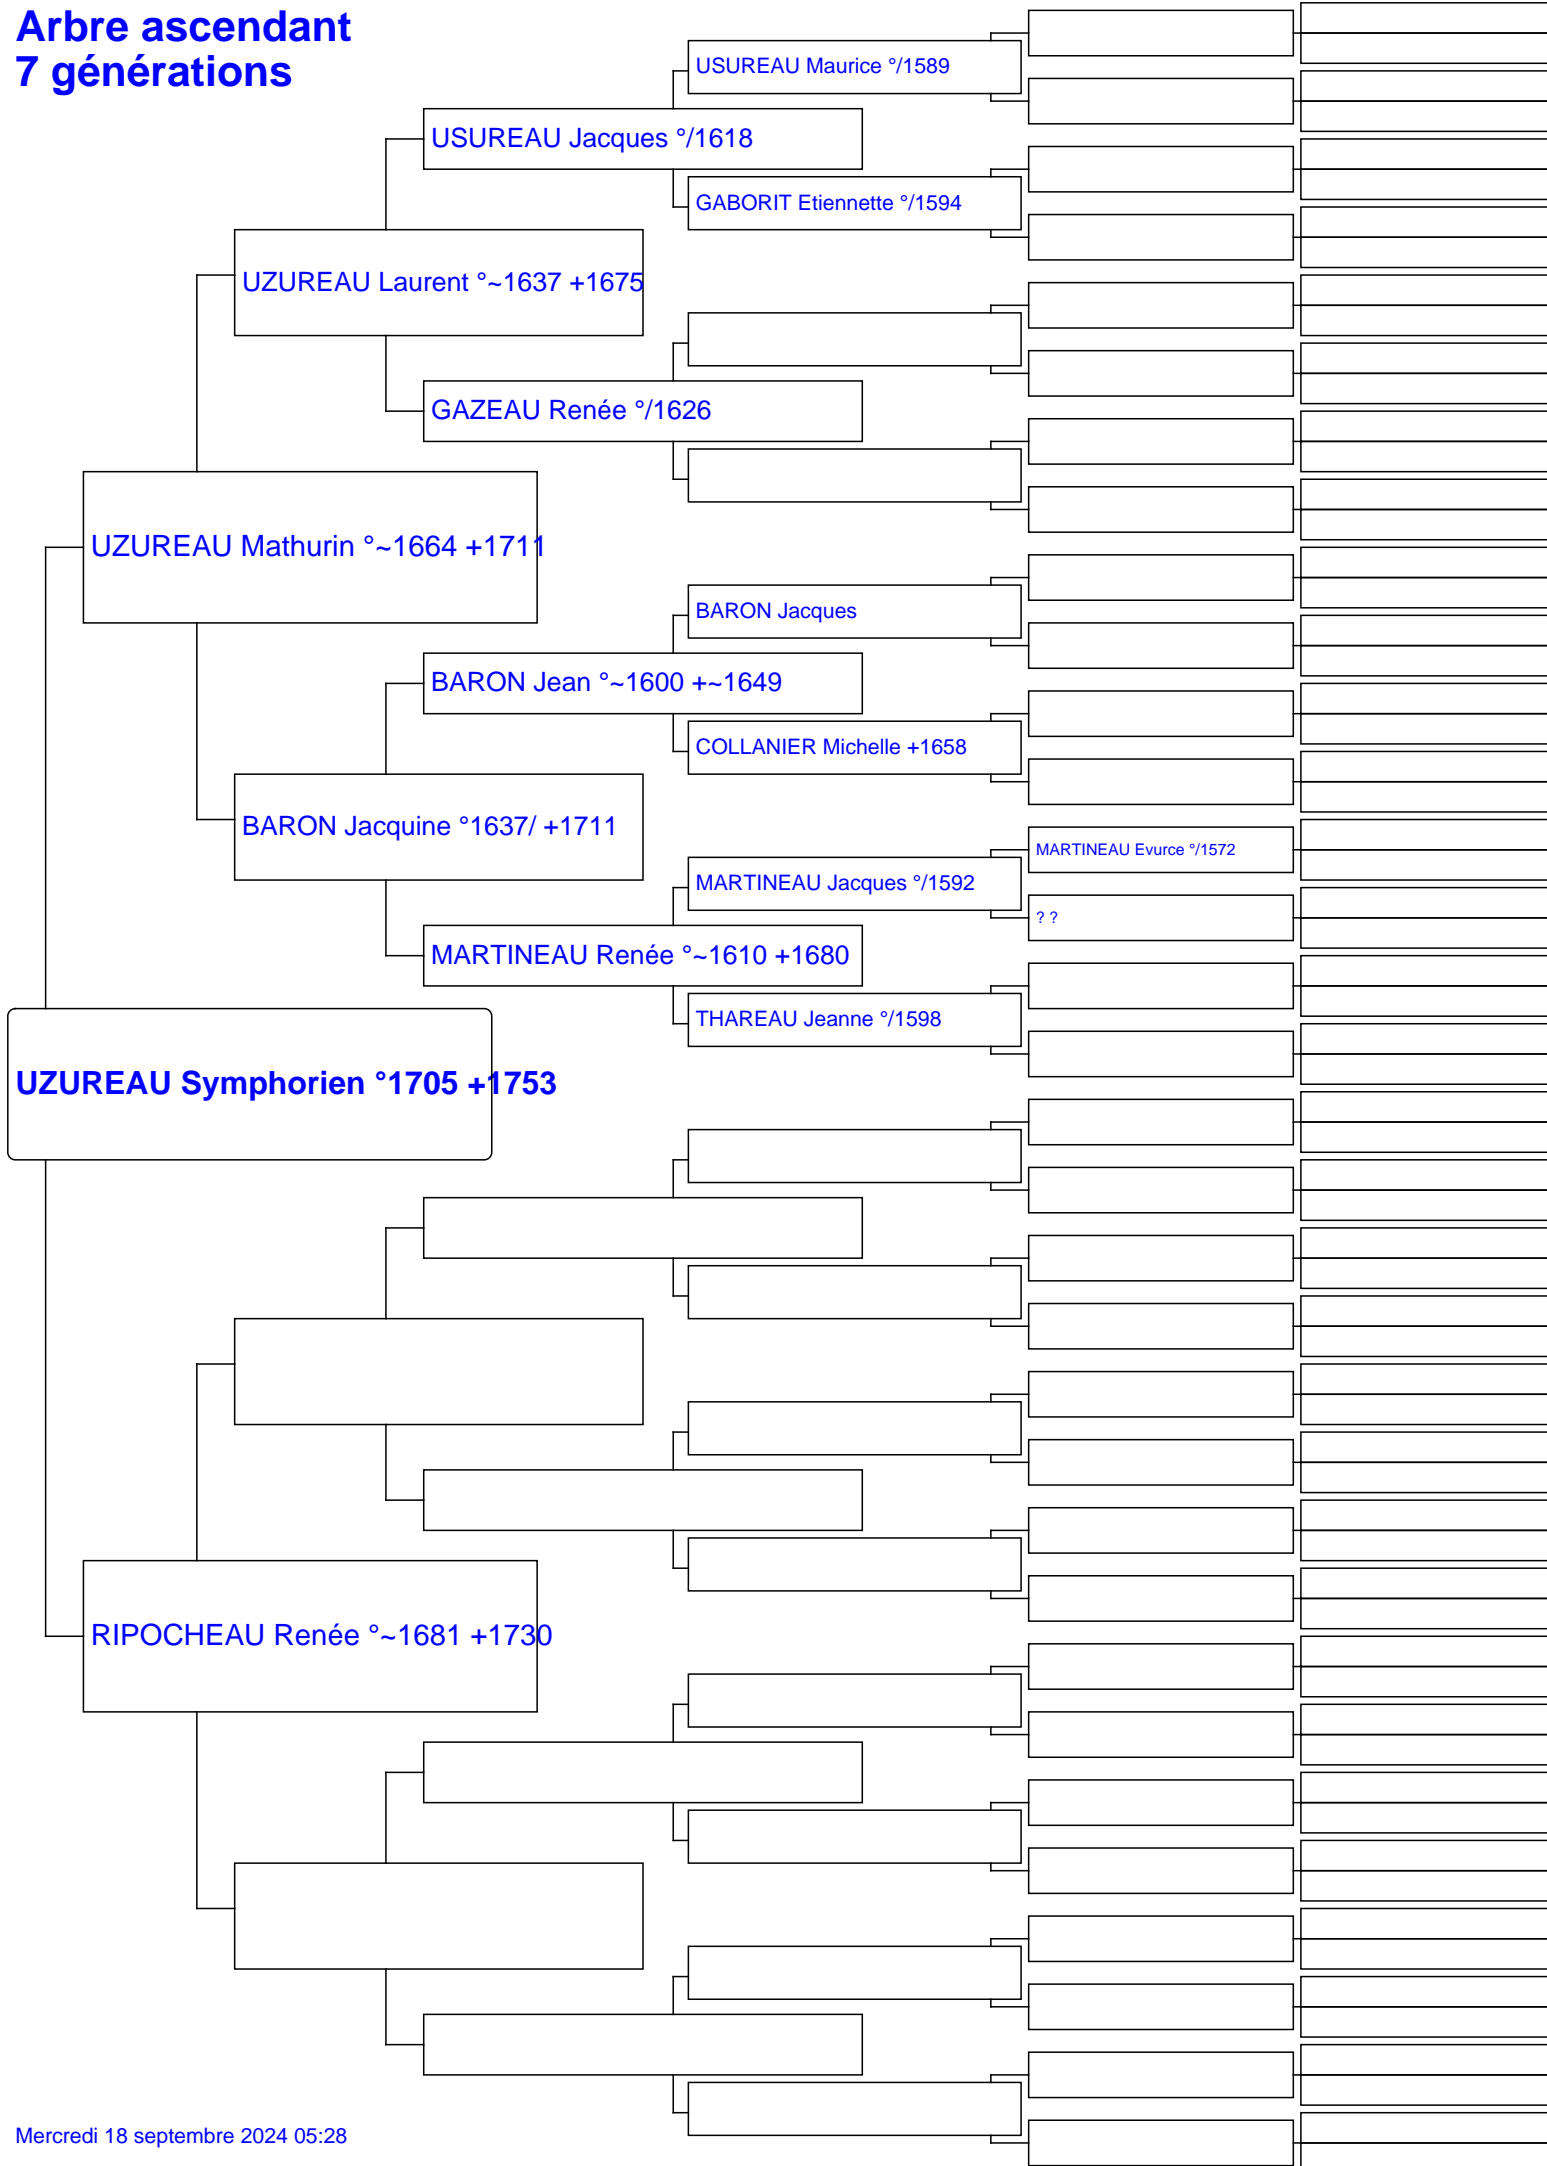 Arbre ascendant
7 générations
USUREAU Maurice °/1589
USUREAU Jacques °/1618
GABORIT Etiennette °/1594
UZUREAU Laurent °~1637 +1675
GAZEAU Renée °/1626
UZUREAU Mathurin °~1664 +1711
BARON Jacques
BARON Jean °~1600 +~1649
COLLANIER Michelle +1658
BARON Jacquine °1637/ +1711
MARTINEAU Evurce °/1572
MARTINEAU Jacques °/1592
? ?
MARTINEAU Renée °~1610 +1680
THAREAU Jeanne °/1598
UZUREAU Symphorien °1705 +1753
RIPOCHEAU Renée °~1681 +1730
Mercredi 18 septembre 2024 05:28